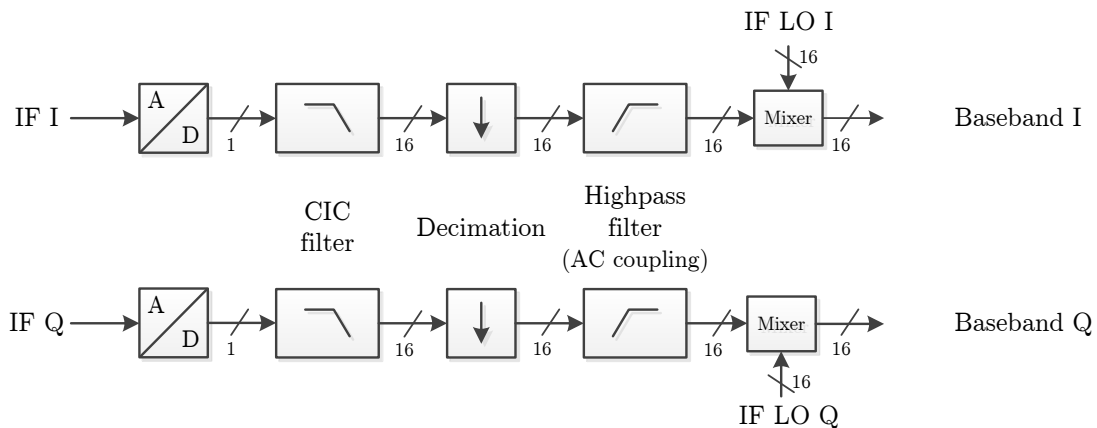 IF LO I
16
IF I
A
D
1
16
16
16
Mixer
16
Baseband I
CIC
filter
Decimation
Highpass
filter
(AC coupling)
IF Q
A
D
1
16
16
16
Mixer
16
Baseband Q
16
IF LO Q